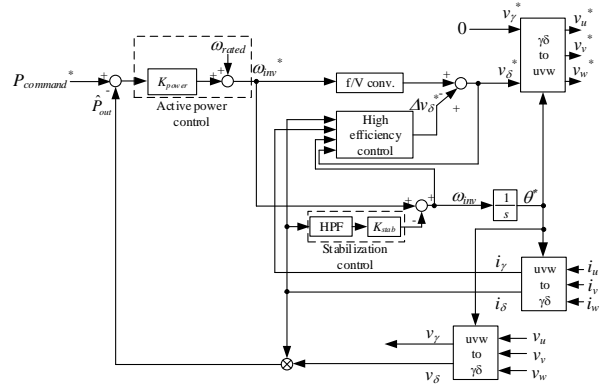 0
v_γ*
γδ
to
uvw
v_u*
v_v*
v_w*
ω_rated
P_command*
+
-
K_power
+
+
ω_inv*
f/V conv.
+
-
+
v_δ*
P̂_out
Active power
control
Δv_δ*
High
efficiency
control
+
+
-
ω_inv
1
s
θ*
HPF
K_stab
Stabilization
control
i_γ
i_δ
uvw
to
γδ
i_u
i_v
i_w
v_γ
v_δ
uvw
to
γδ
v_u
v_v
v_w